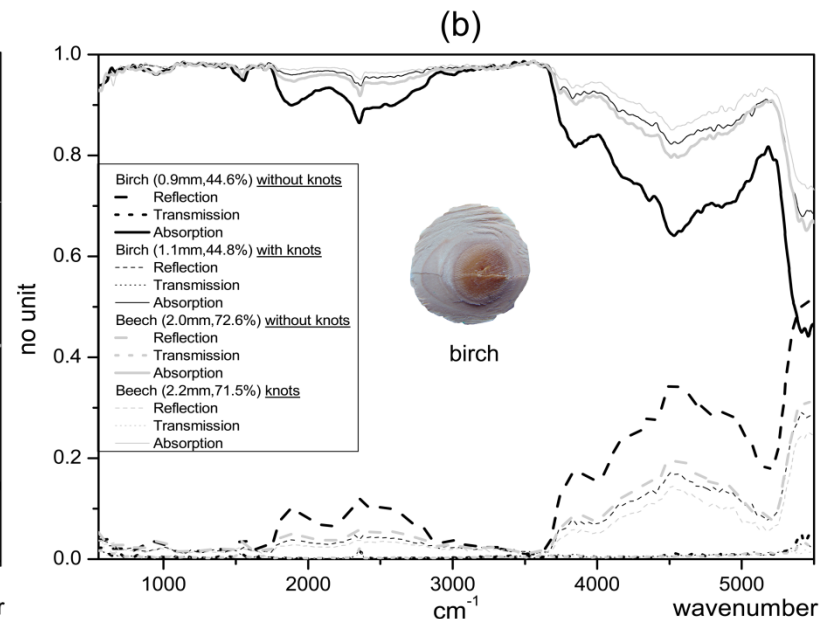 (b)
1.0
0.8
0.6
0.4
0.2
0.0
no unit
Birch (0.9mm,44.6%) without knots
Reflection
Transmission
Absorption
Birch (1.1mm,44.8%) with knots
Reflection
Transmission
Absorption
Beech (2.0mm,72.6%) without knots
Reflection
Transmission
Absorption
Beech (2.2mm,71.5%) knots
Reflection
Transmission
Absorption
birch
1000 2000 3000 4000 5000
r cm⁻¹ wavenumber